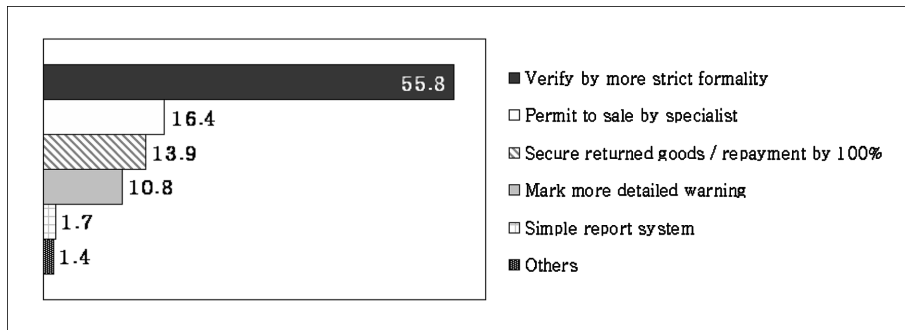 55.8
16.4
13.9
10.8
1.7
1.4
Verify by more strict formality
Permit to sale by specialist
Secure returned goods / repayment by 100%
Mark more detailed warning
Simple report system
Others